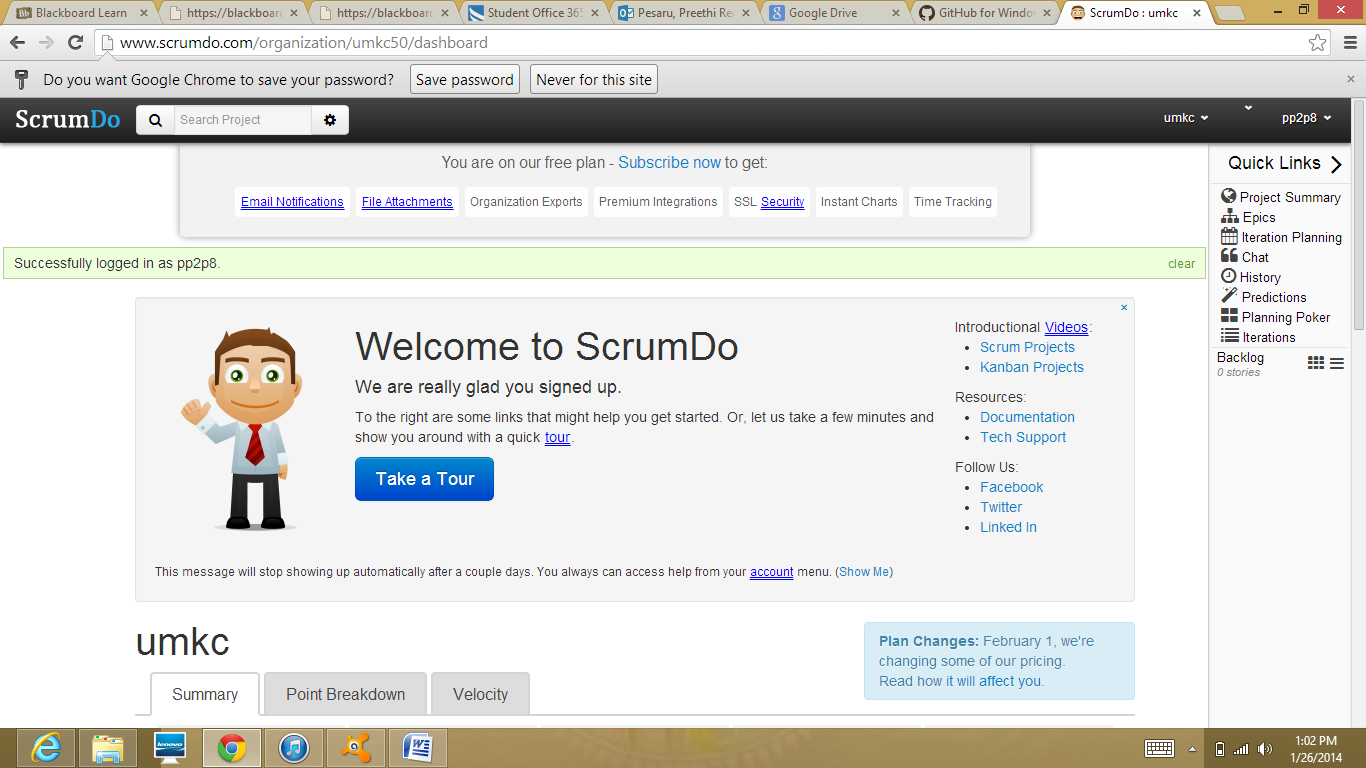 Blackboard Learn
https://blackboar
https://blackboar
Student Office 365
Pesaru, Preethi Re
Google Drive
GitHub for Windo
ScrumDo : umkc
www.scrumdo.com/organization/umkc50/dashboard
Do you want Google Chrome to save your password?
Save password
Never for this site
ScrumDo
Search Project
umkc
pp2p8
You are on our free plan - Subscribe now to get:
Email Notifications
File Attachments
Organization Exports
Premium Integrations
SSL Security
Instant Charts
Time Tracking
Successfully logged in as pp2p8.
clear
Quick Links
Project Summary
Epics
Iteration Planning
Chat
History
Predictions
Planning Poker
Iterations
Backlog
0 stories
Welcome to ScrumDo
We are really glad you signed up.
To the right are some links that might help you get started. Or, let us take a few minutes and
show you around with a quick tour.
Take a Tour
Introductional Videos:
Scrum Projects
Kanban Projects
Resources:
Documentation
Tech Support
Follow Us:
Facebook
Twitter
Linked In
This message will stop showing up automatically after a couple days. You always can access help from your account menu. (Show Me)
umkc
Plan Changes: February 1, we're
changing some of our pricing.
Read how it will affect you.
Summary
Point Breakdown
Velocity
lenovo
1:02 PM
1/26/2014